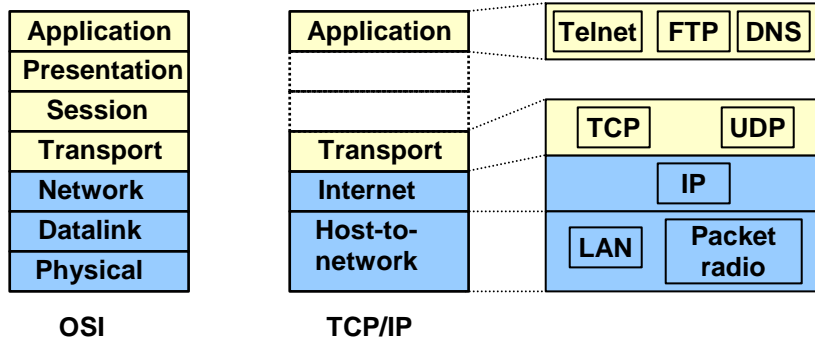 Application
Presentation
Session
Transport
Network
Datalink
Physical
OSI
Application
Transport
Internet
Host-to-
network
TCP/IP
Telnet FTP DNS
TCP UDP
IP
LAN
Packet
radio